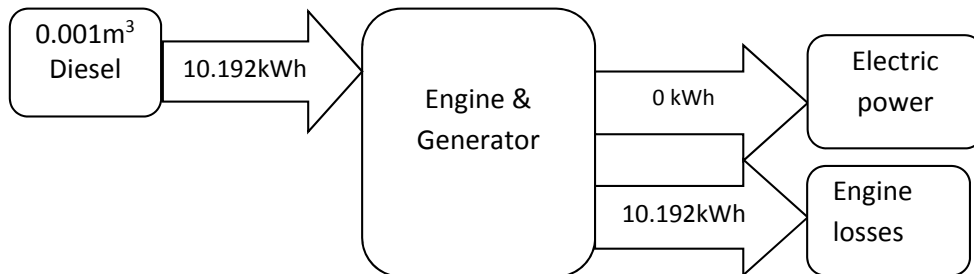 0.001m³
Diesel
10.192kWh
Engine &
Generator
0 kWh
Electric
power
10.192kWh
Engine
losses